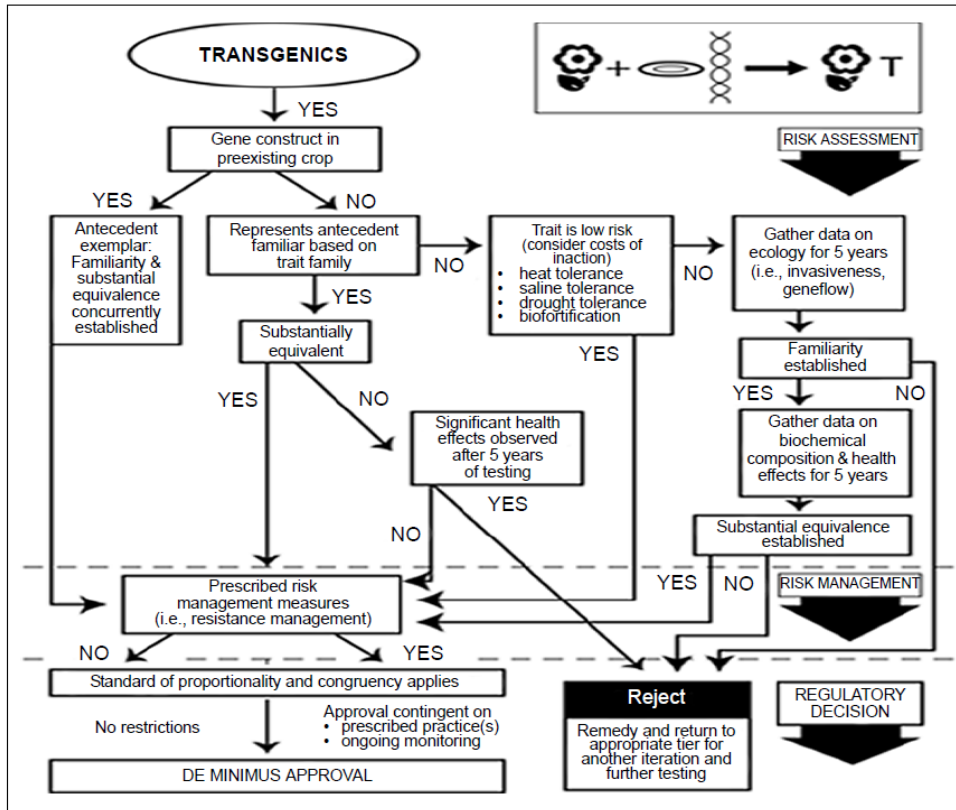 TRANSGENICS
T
YES
Gene construct in
preexisting crop
RISK ASSESSMENT
YES
NO
Antecedent
exemplar:
Familiarity &
substantial
equivalence
concurrently
established
Represents antecedent
familiar based on
trait family
NO
Trait is low risk
(consider costs of
inaction)
• heat tolerance
• saline tolerance
• drought tolerance
• biofortification
NO
Gather data on
ecology for 5 years
(i.e., invasiveness,
geneflow)
YES
Substantially
equivalent
YES
Familiarity
established
YES
NO
YES
NO
Significant health
effects observed
after 5 years
of testing
Gather data on
biochemical
composition & health
effects for 5 years
YES
NO
Substantial equivalence
established
Prescribed risk
management measures
(i.e., resistance management)
YES
NO
RISK MANAGEMENT
NO
YES
Standard of proportionality and congruency applies
No restrictions
Approval contingent on
• prescribed practice(s)
• ongoing monitoring
DE MINIMUS APPROVAL
Reject
Remedy and return to
appropriate tier for
another iteration and
further testing
REGULATORY
DECISION